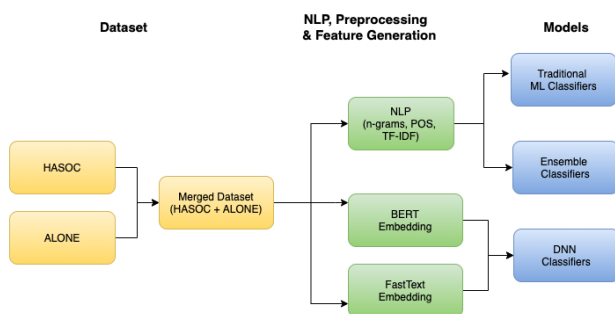 Dataset
NLP, Preprocessing
& Feature Generation
Models
HASOC
ALONE
Merged Dataset
(HASOC + ALONE)
NLP
(n-grams, POS,
TF-IDF)
BERT
Embedding
FastText
Embedding
Traditional
ML Classifiers
Ensemble
Classifiers
DNN
Classifiers